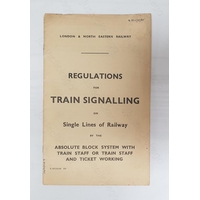 LONDON & NORTH EASTERN RAILWAY
REGULATIONS
FOR
TRAIN SIGNALLING
ON
Single Lines of Railway
BY THE
ABSOLUTE BLOCK SYSTEM WITH
TRAIN STAFF OR TRAIN STAFF
AND TICKET WORKING